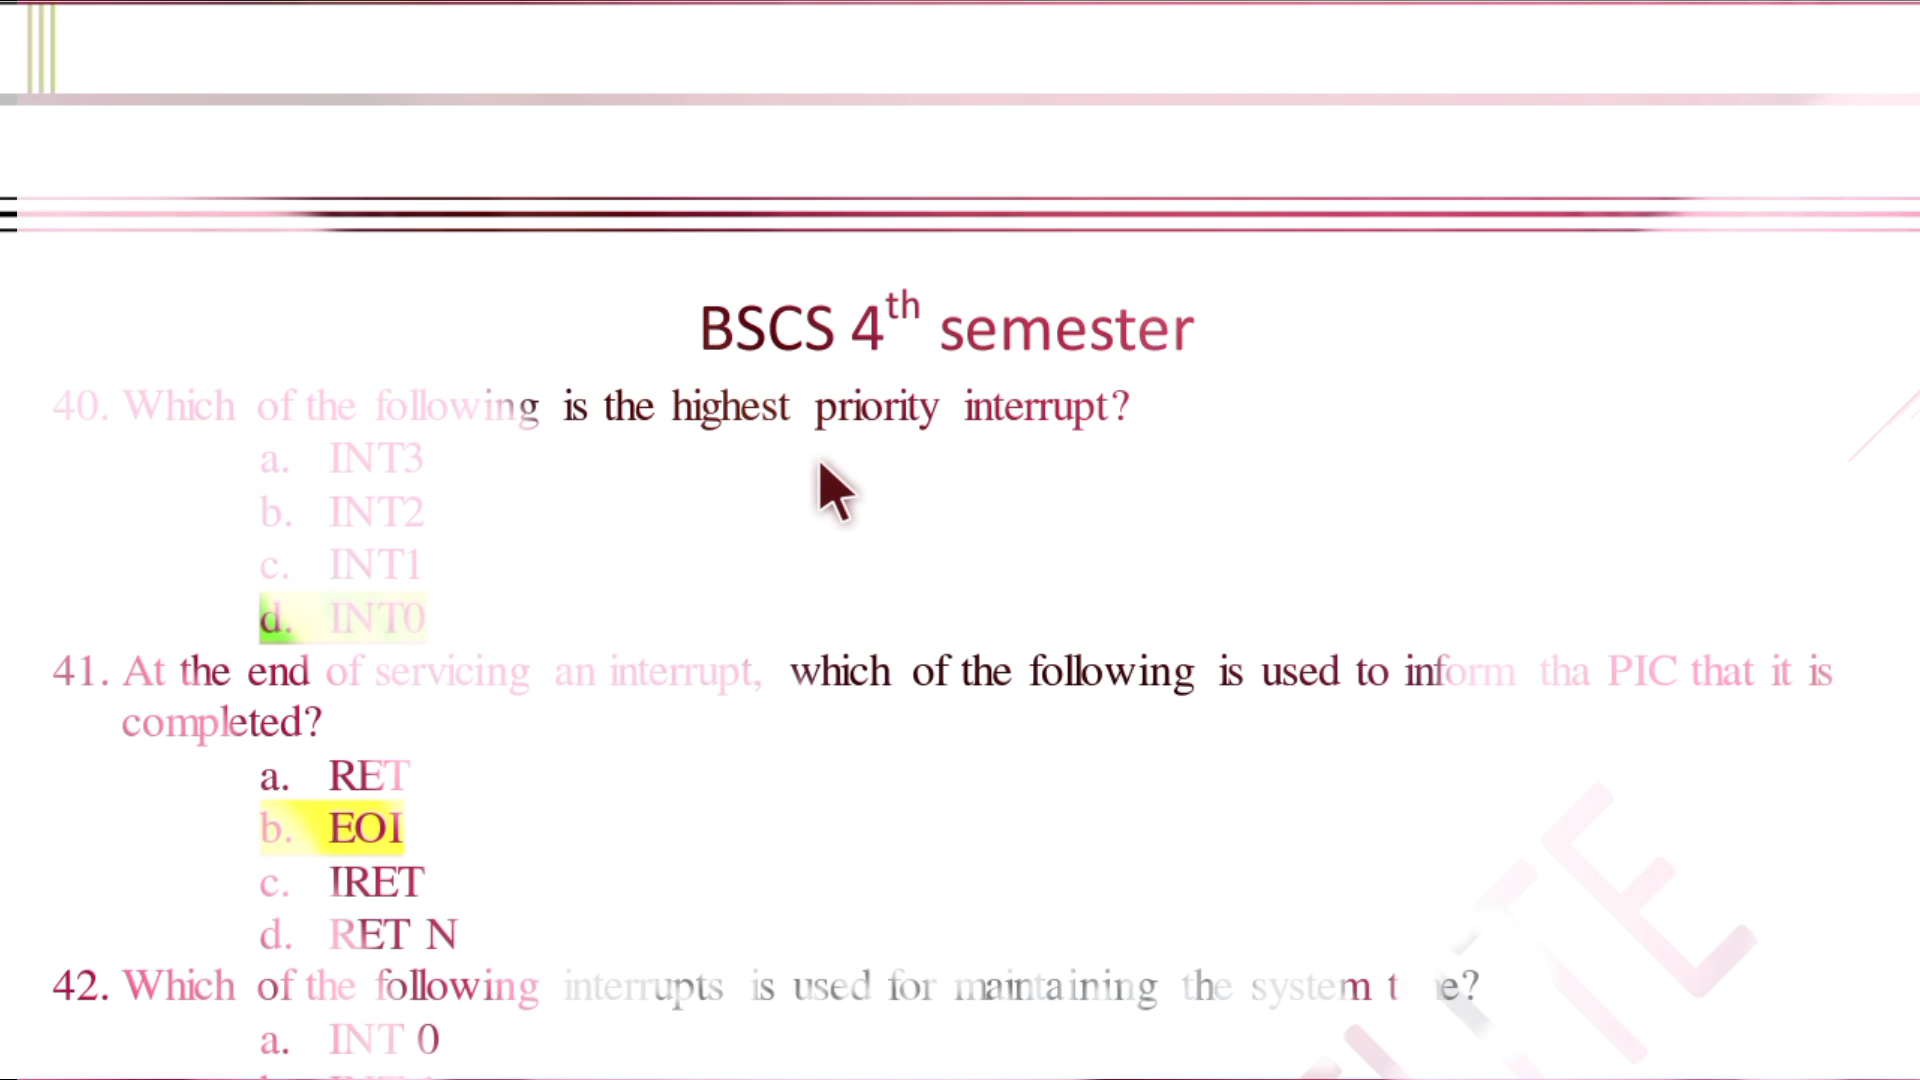 BSCS 4th semester
40. Which of the following is the highest priority interrupt?
a. INT3
b. INT2
c. INT1
d. INT0
41. At the end of servicing an interrupt, which of the following is used to inform tha PIC that it is
completed?
a. RET
b. EOI
c. IRET
d. RET N
42. Which of the following interrupts is used for maintaining the system
a. INT 0